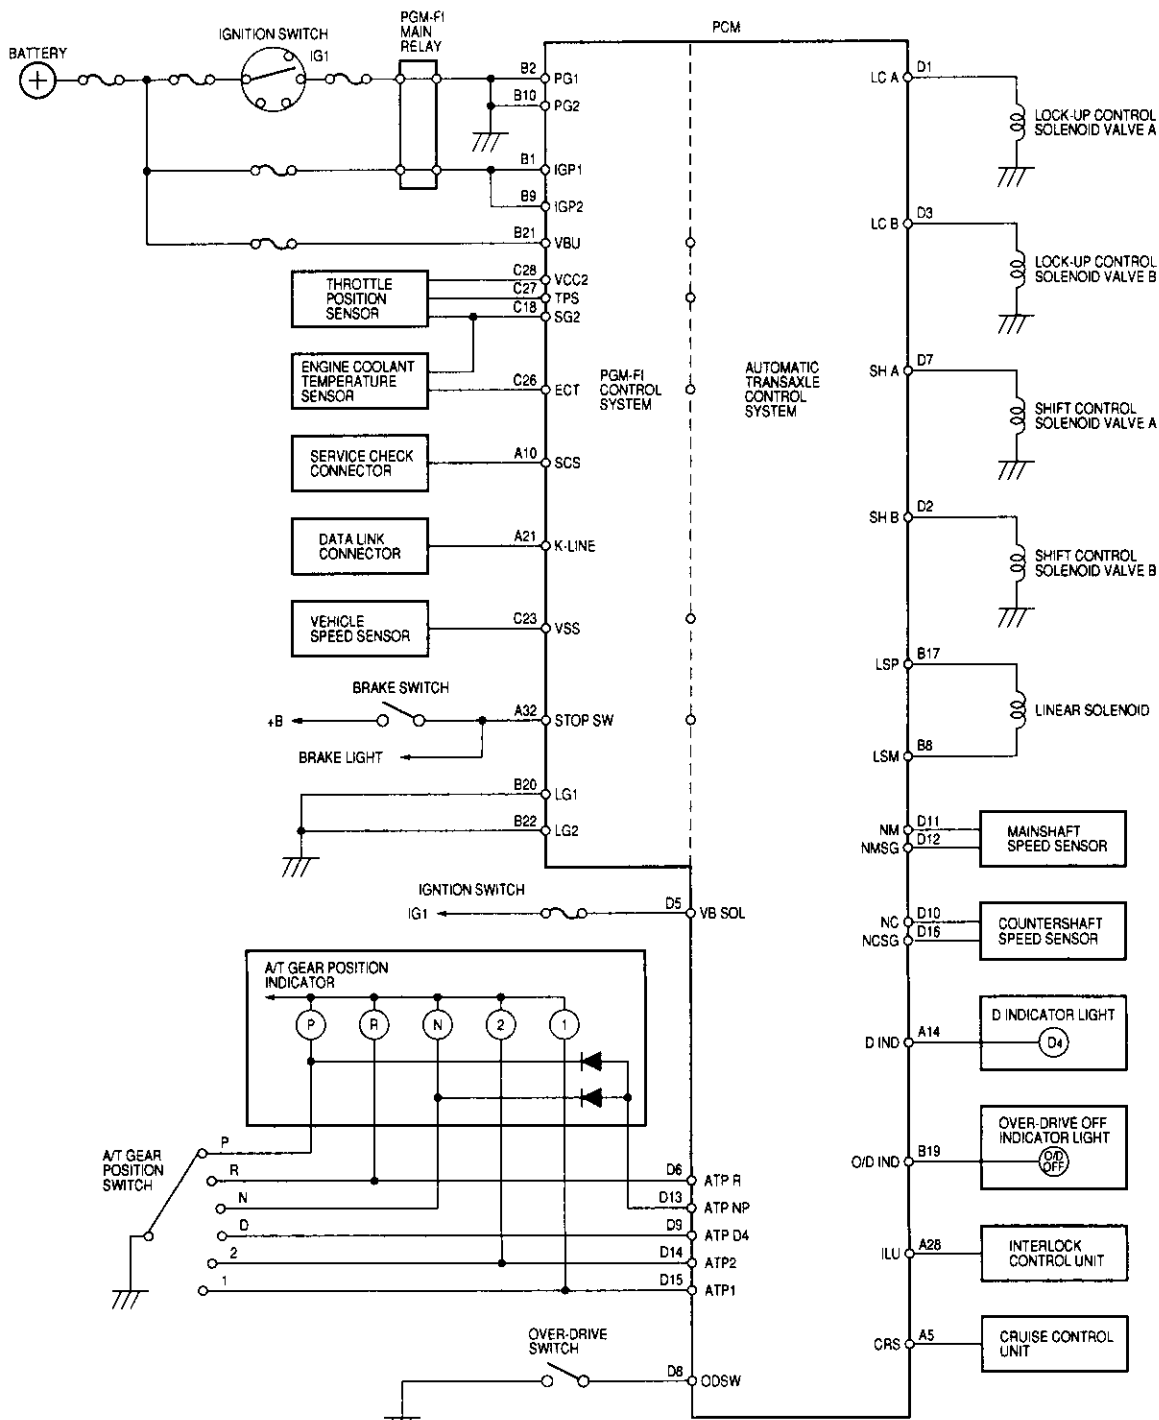 PCM
BATTERY
IGNITION SWITCH
IG1
PGM-F1
MAIN
RELAY
B2
PG1
B10
PG2
B1
IGP1
B9
IGP2
B21
VBU
THROTTLE
POSITION
SENSOR
C28
VCC2
C27
TPS
C18
SG2
ENGINE COOLANT
TEMPERATURE
SENSOR
C26
ECT
SERVICE CHECK
CONNECTOR
A10
SCS
DATA LINK
CONNECTOR
A21
K-LINE
VEHICLE
SPEED SENSOR
C23
VSS
BRAKE SWITCH
+B
A32
STOP SW
BRAKE LIGHT
B20
LG1
B22
LG2
PGM-FI
CONTROL
SYSTEM
AUTOMATIC
TRANSAXLE
CONTROL
SYSTEM
IGNTION SWITCH
IG1
D5
VB SOL
A/T GEAR POSITION
INDICATOR
P
R
N
2
1
A/T GEAR
POSITION
SWITCH
P
R
N
D
2
1
D6
ATP R
D13
ATP NP
D9
ATP D4
D14
ATP2
D15
ATP1
OVER-DRIVE
SWITCH
D8
ODSW
LC A
D1
LOCK-UP CONTROL
SOLENOID VALVE A
LC B
D3
LOCK-UP CONTROL
SOLENOID VALVE B
SH A
D7
SHIFT CONTROL
SOLENOID VALVE A
SH B
D2
SHIFT CONTROL
SOLENOID VALVE B
LSP
B17
LINEAR SOLENOID
LSM
B8
NM
D11
NMSG
D12
MAINSHAFT
SPEED SENSOR
NC
D10
NCSG
D16
COUNTERSHAFT
SPEED SENSOR
D IND
A14
D INDICATOR LIGHT
D4
O/D IND
B19
OVER-DRIVE OFF
INDICATOR LIGHT
O/D
OFF
ILU
A28
INTERLOCK
CONTROL UNIT
CRS
A5
CRUISE CONTROL
UNIT